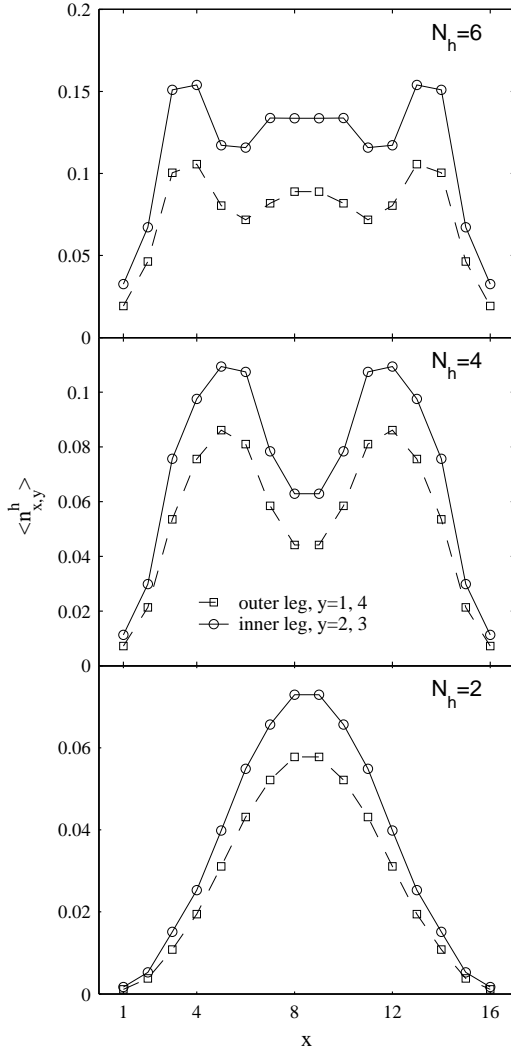 0.2
N_h=6
0.15
0.1
0.05
0
N_h=4
0.1
0.08
0.06
<n^h_{x,y}>
0.04
outer leg, y=1, 4
inner leg, y=2, 3
0.02
0
N_h=2
0.06
0.04
0.02
0
1 4 8 12 16
x